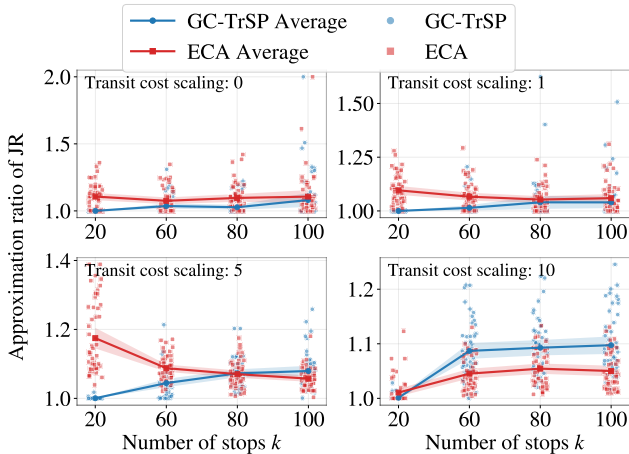 GC-TrSP Average
GC-TrSP
ECA Average
ECA
Approximation ratio of JR
Transit cost scaling: 0
2.0
1.5
1.0
20 40 60 80 100
Transit cost scaling: 1
1.50
1.25
1.00
20 60 80 100
Transit cost scaling: 5
1.4
1.2
1.0
20 60 80 100
Number of stops k
Transit cost scaling: 10
1.2
1.1
1.0
20 60 80 100
Number of stops k